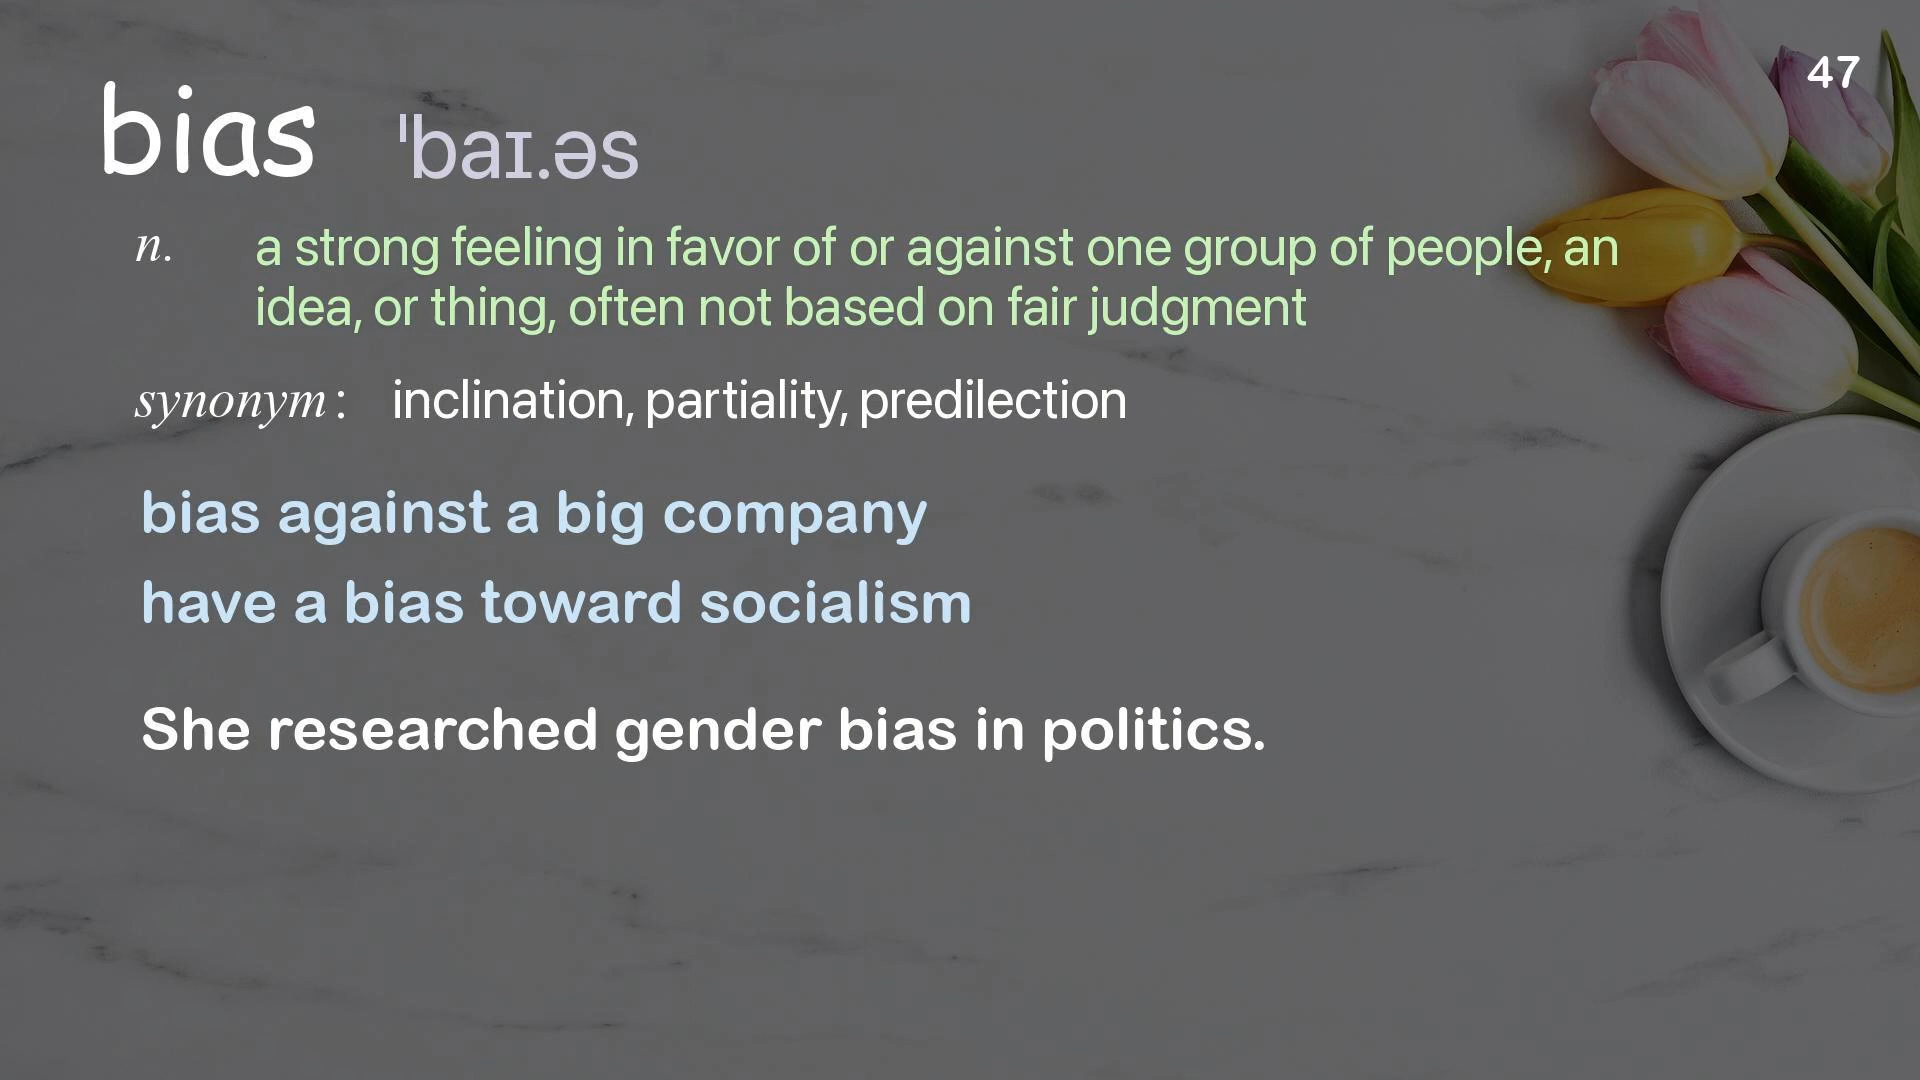 47
bias ˈbaɪ.əs
n. a strong feeling in favor of or against one group of people, an
idea, or thing, often not based on fair judgment
synonym : inclination, partiality, predilection
bias against a big company
have a bias toward socialism
She researched gender bias in politics.